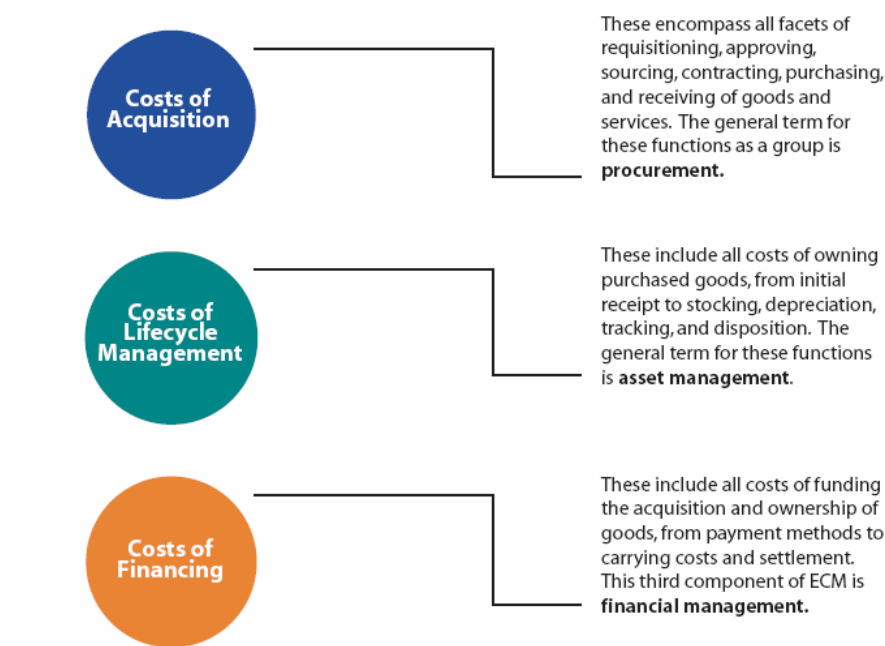 Costs of
Acquisition
These encompass all facets of
requisitioning, approving,
sourcing, contracting, purchasing,
and receiving of goods and
services. The general term for
these functions as a group is
procurement.
Costs of
Lifecycle
Management
These include all costs of owning
purchased goods, from initial
receipt to stocking, depreciation,
tracking, and disposition. The
general term for these functions
is asset management.
Costs of
Financing
These include all costs of funding
the acquisition and ownership of
goods, from payment methods to
carrying costs and settlement.
This third component of ECM is
financial management.